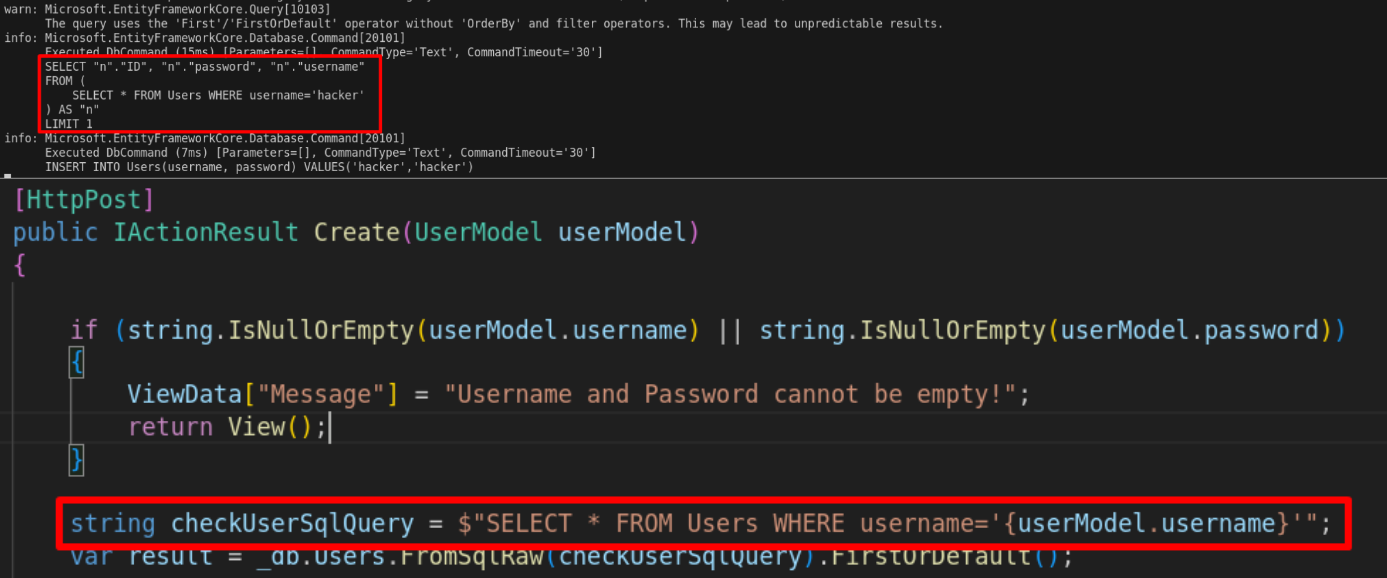 warn: Microsoft.EntityFrameworkCore.Query[10103]
The query uses the 'First'/'FirstOrDefault' operator without 'OrderBy' and filter operators. This may lead to unpredictable results.
info: Microsoft.EntityFrameworkCore.Database.Command[20101]
Executed DbCommand (15ms) [Parameters=[], CommandType='Text', CommandTimeout='30']
SELECT "n"."ID", "n"."password", "n"."username"
FROM (
SELECT * FROM Users WHERE username='hacker'
) AS "n"
LIMIT 1
info: Microsoft.EntityFrameworkCore.Database.Command[20101]
Executed DbCommand (7ms) [Parameters=[], CommandType='Text', CommandTimeout='30']
INSERT INTO Users(username, password) VALUES('hacker','hacker')
[HttpPost]
public IActionResult Create(UserModel userModel)
{
if (string.IsNullOrEmpty(userModel.username) || string.IsNullOrEmpty(userModel.password))
{
ViewData["Message"] = "Username and Password cannot be empty!";
return View();
}
string checkUserSqlQuery = $"SELECT * FROM Users WHERE username='{userModel.username}'";
var result = _db.Users.FromSqlRaw(checkUserSqlQuery).FirstOrDefault();